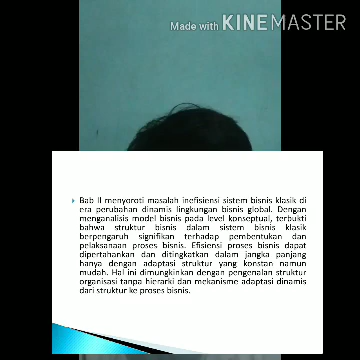 Made with KINEMASTER
Bab II menyoroti masalah inefisiensi sistem bisnis klasik di
era perubahan dinamis lingkungan bisnis global. Dengan
menganalisis model bisnis pada level konseptual, terbukti
bahwa struktur bisnis dalam sistem bisnis klasik
berpengaruh signifikan terhadap pembentukan dan
pelaksanaan proses bisnis. Efisiensi proses bisnis dapat
dipertahankan dan ditingkatkan dalam jangka panjang
hanya dengan adaptasi struktur yang konstan namun
mudah. Hal ini dimungkinkan dengan pengenalan struktur
organisasi tanpa hierarki dan mekanisme adaptasi dinamis
dari struktur ke proses bisnis.